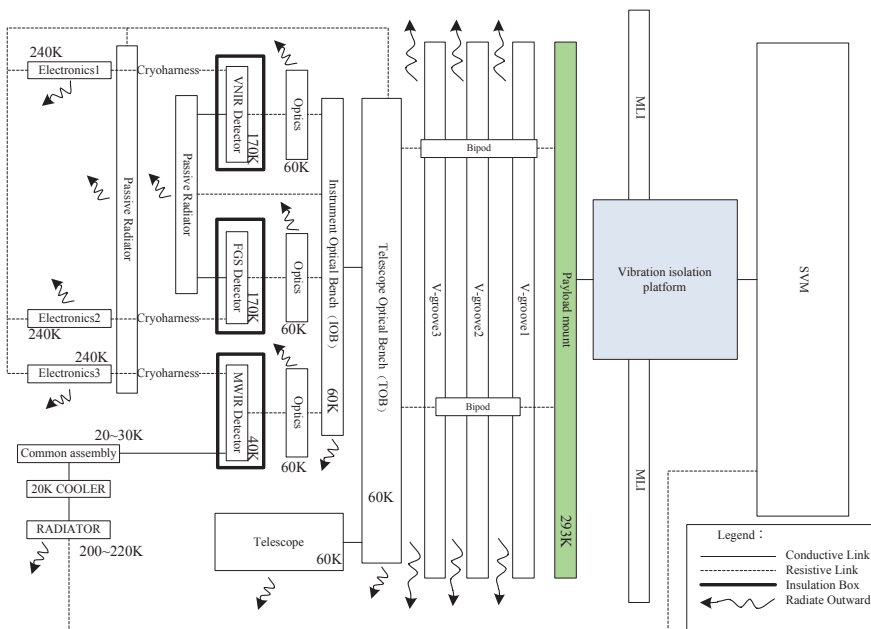 240K
Electronics1
Cryoharness
VNIR Detector
170K
Optics
60K
Passive Radiator
Passive Radiator
Instrument Optical Bench（IOB）
60K
Telescope Optical Bench（TOB）
60K
Bipod
V-groove3
V-groove2
V-groove1
Payload mount
293K
MLI
Vibration isolation
platform
SVM
FGS Detector
170K
Optics
60K
Electronics2
240K
Cryoharness
240K
Electronics3
Cryoharness
MWIR Detector
40K
Optics
60K
Bipod
MLI
20~30K
Common assembly
20K COOLER
RADIATOR
200~220K
Telescope
60K
Legend：
Conductive Link
Resistive Link
Insulation Box
Radiate Outward